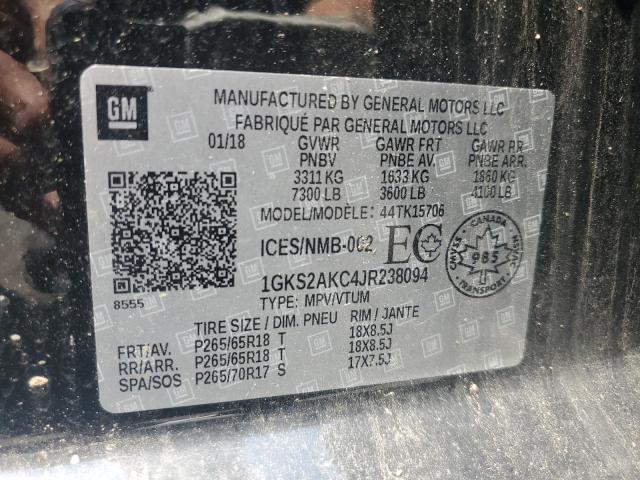 GM
MANUFACTURED BY GENERAL MOTORS LLC
FABRIQUÉ PAR GENERAL MOTORS LLC
01/18 GVWR GAWR FRT GAWR RR
PNBV PNBE AV. PNBE ARR.
3311 KG 1633 KG 1860 KG
7300 LB 3600 LB 4100 LB
MODEL/MODÈLE: 44TK15706
ICES/NMB-002 EC
CANADA
CMVSS NSVAC
985
8555
1GKS2AKC4JR238094
TYPE: MPV/VTUM
TIRE SIZE / DIM. PNEU RIM / JANTE
FRT/AV. P265/65R18 T 18X8.5J
RR/ARR. P265/65R18 T 18X8.5J
SPA/SOS P265/70R17 S 17X7.5J